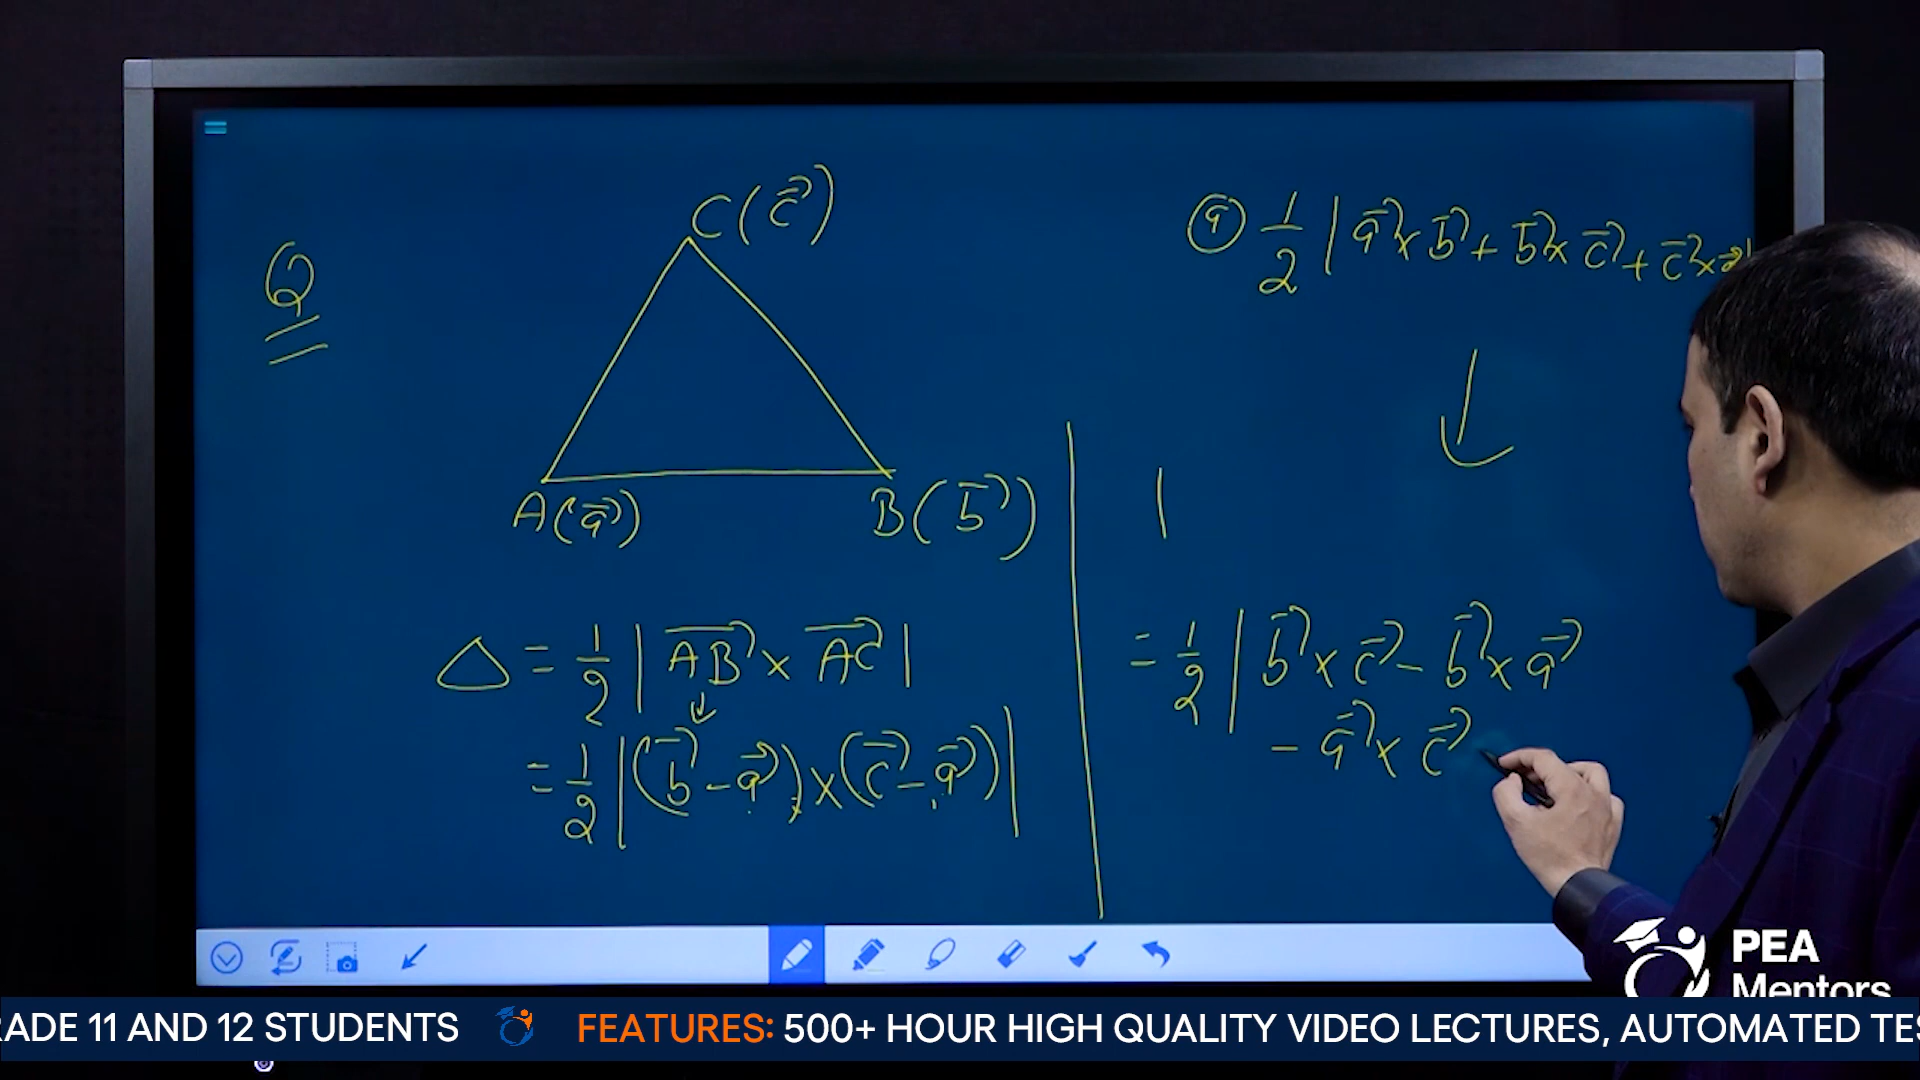 Q
C(c⃗)
A(a⃗)
B(b⃗)
△ = 1/2 | AB⃗ × AC⃗ |
= 1/2 |(b⃗ - a⃗) × (c⃗ - a⃗)|
ⓐ 1/2 | a⃗ × b⃗ + b⃗ × c⃗ + c⃗ × a⃗ |
|
= 1/2 | b⃗ × c⃗ - b⃗ × a⃗
- a⃗ × c⃗
PEA
Mentors
RADE 11 AND 12 STUDENTS FEATURES: 500+ HOUR HIGH QUALITY VIDEO LECTURES, AUTOMATED TES